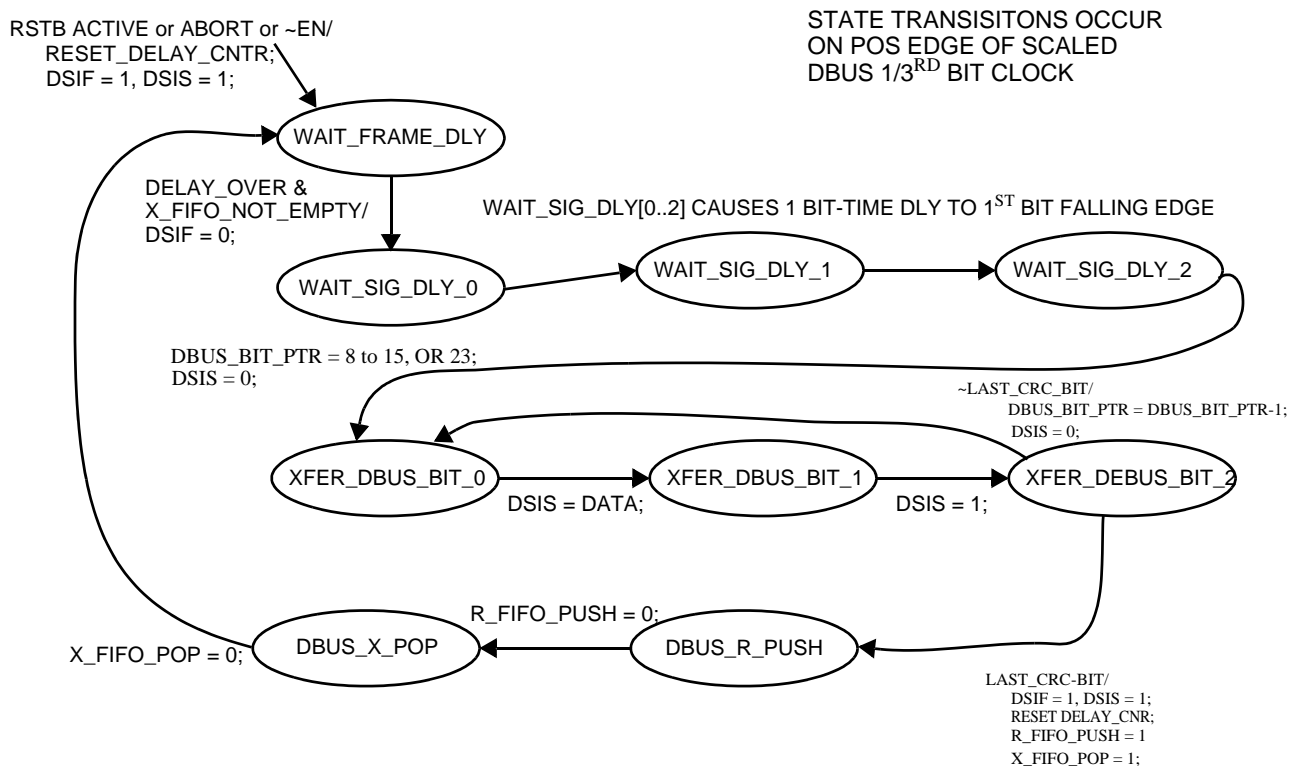 RSTB ACTIVE or ABORT or ~EN/
RESET_DELAY_CNTR;
DSIF = 1, DSIS = 1;
STATE TRANSISITONS OCCUR
ON POS EDGE OF SCALED
DBUS 1/3RD BIT CLOCK
WAIT_FRAME_DLY
DELAY_OVER &
X_FIFO_NOT_EMPTY/
DSIF = 0;
WAIT_SIG_DLY[0..2] CAUSES 1 BIT-TIME DLY TO 1ST BIT FALLING EDGE
WAIT_SIG_DLY_0
WAIT_SIG_DLY_1
WAIT_SIG_DLY_2
DBUS_BIT_PTR = 8 to 15, OR 23;
DSIS = 0;
~LAST_CRC_BIT/
DBUS_BIT_PTR = DBUS_BIT_PTR-1;
DSIS = 0;
XFER_DBUS_BIT_0
DSIS = DATA;
XFER_DBUS_BIT_1
DSIS = 1;
XFER_DEBUS_BIT_2
R_FIFO_PUSH = 0;
X_FIFO_POP = 0;
DBUS_X_POP
DBUS_R_PUSH
LAST_CRC-BIT/
DSIF = 1, DSIS = 1;
RESET DELAY_CNR;
R_FIFO_PUSH = 1
X_FIFO_POP = 1;